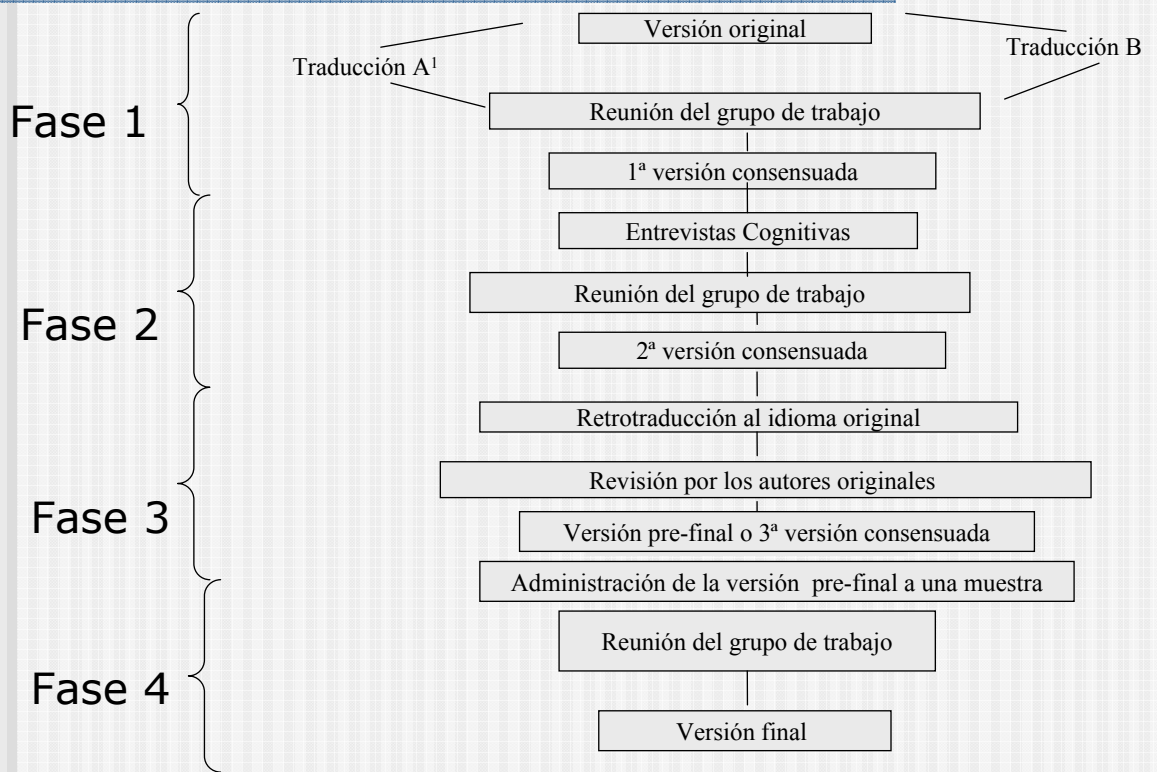 Versión original
Traducción A¹
Traducción B
Fase 1
Reunión del grupo de trabajo
1ª versión consensuada
Entrevistas Cognitivas
Reunión del grupo de trabajo
Fase 2
2ª versión consensuada
Retrotraducción al idioma original
Revisión por los autores originales
Fase 3
Versión pre-final o 3ª versión consensuada
Administración de la versión pre-final a una muestra
Reunión del grupo de trabajo
Fase 4
Versión final